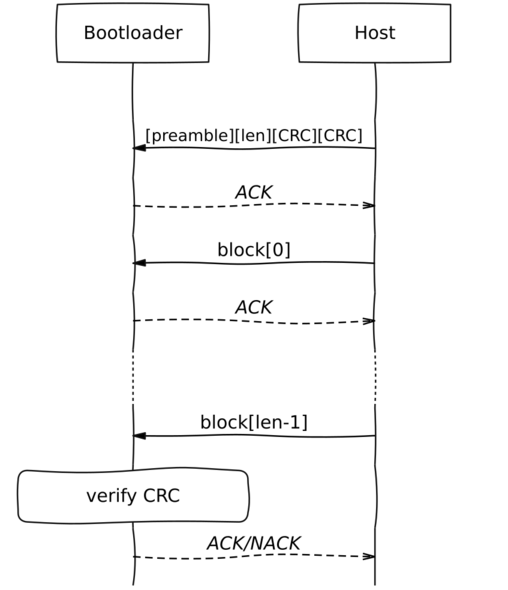 Bootloader
Host
[preamble][len][CRC][CRC]
ACK
block[0]
ACK
block[len-1]
verify CRC
ACK/NACK